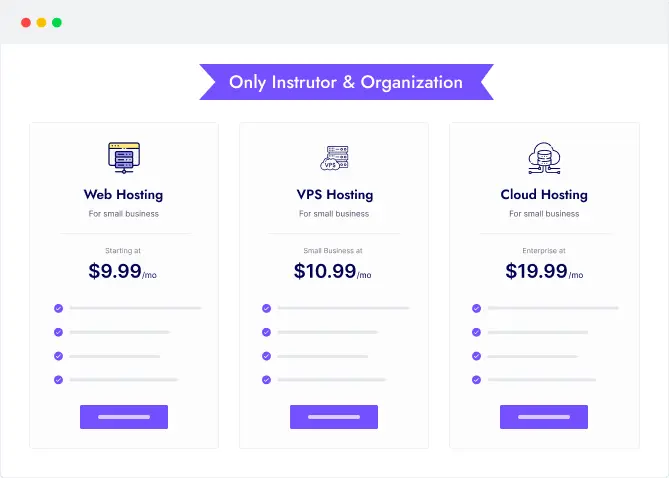 Only Instrutor & Organization
Web Hosting
For small business
Starting at
$9.99/mo
VPS
VPS Hosting
For small business
Small Business at
$10.99/mo
Cloud Hosting
For small business
Enterprise at
$19.99/mo